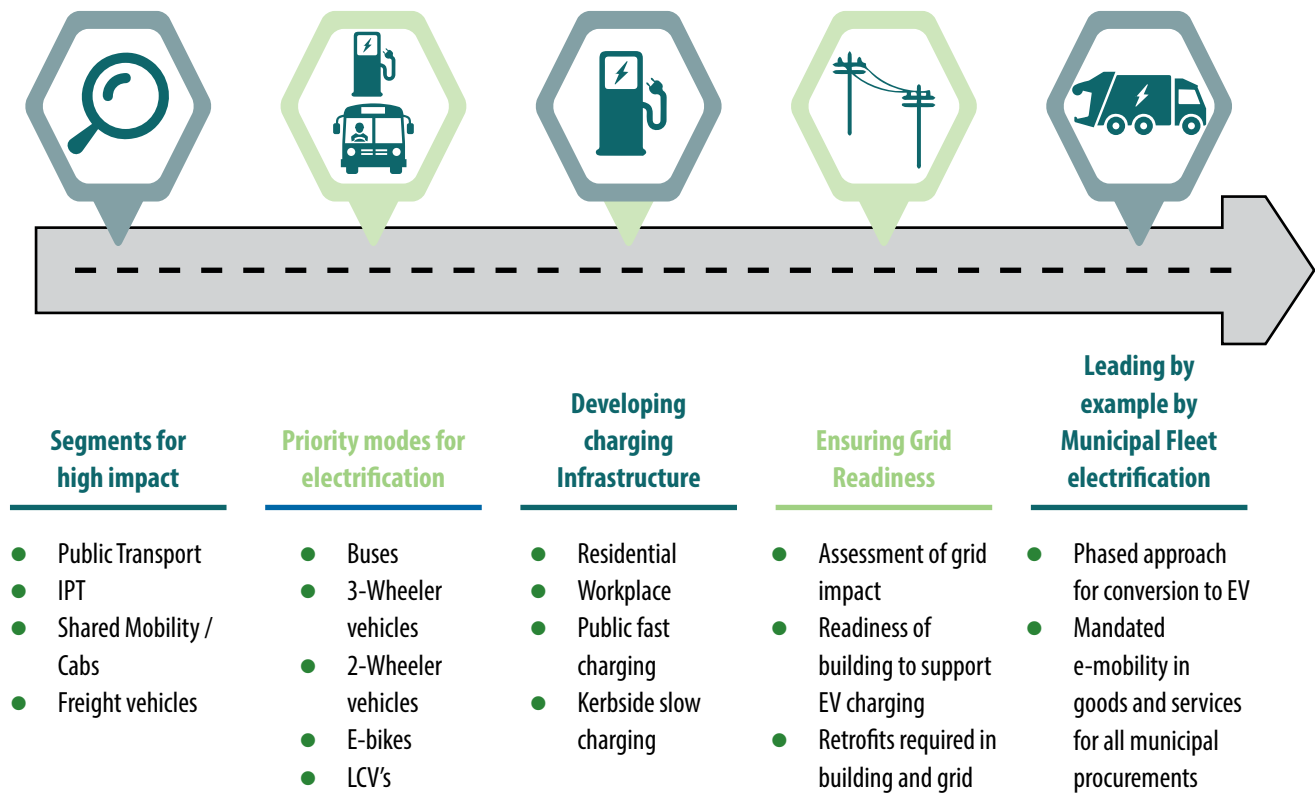 Segments for
high impact
Public Transport
IPT
Shared Mobility /
Cabs
Freight vehicles
Priority modes for
electrification
Buses
3-Wheeler
vehicles
2-Wheeler
vehicles
E-bikes
LCV's
Developing
charging
Infrastructure
Residential
Workplace
Public fast
charging
Kerbside slow
charging
Ensuring Grid
Readiness
Assessment of grid
impact
Readiness of
building to support
EV charging
Retrofits required in
building and grid
Leading by
example by
Municipal Fleet
electrification
Phased approach
for conversion to EV
Mandated
e-mobility in
goods and services
for all municipal
procurements